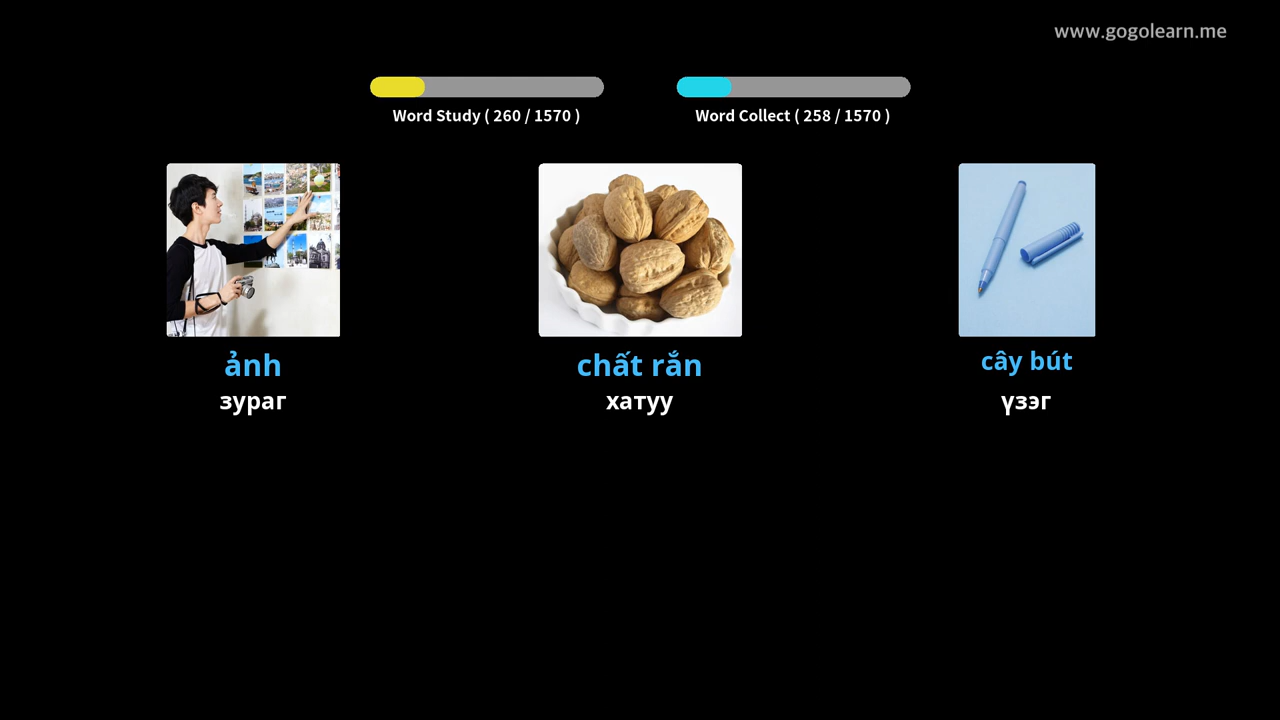 www.gogolearn.me
Word Study ( 260 / 1570 )
Word Collect ( 258 / 1570 )
ảnh
зураг
chất rắn
хатуу
cây bút
үзэг